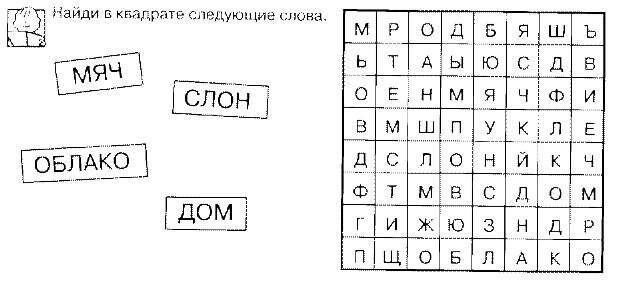 Найди в квадрате следующие слова.
МЯЧ
СЛОН
ОБЛАКО
ДОМ
М Р О Д Б Я Ш Ъ
Ь Т А Ы Ю С Д В
О Е Н М Я Ч Ф И
В М Ш П У К Л Е
Д С Л О Н Й К Ч
Ф Т М В С Д О М
Г И Ж Ю З Н Д Р
П Щ О Б Л А К О